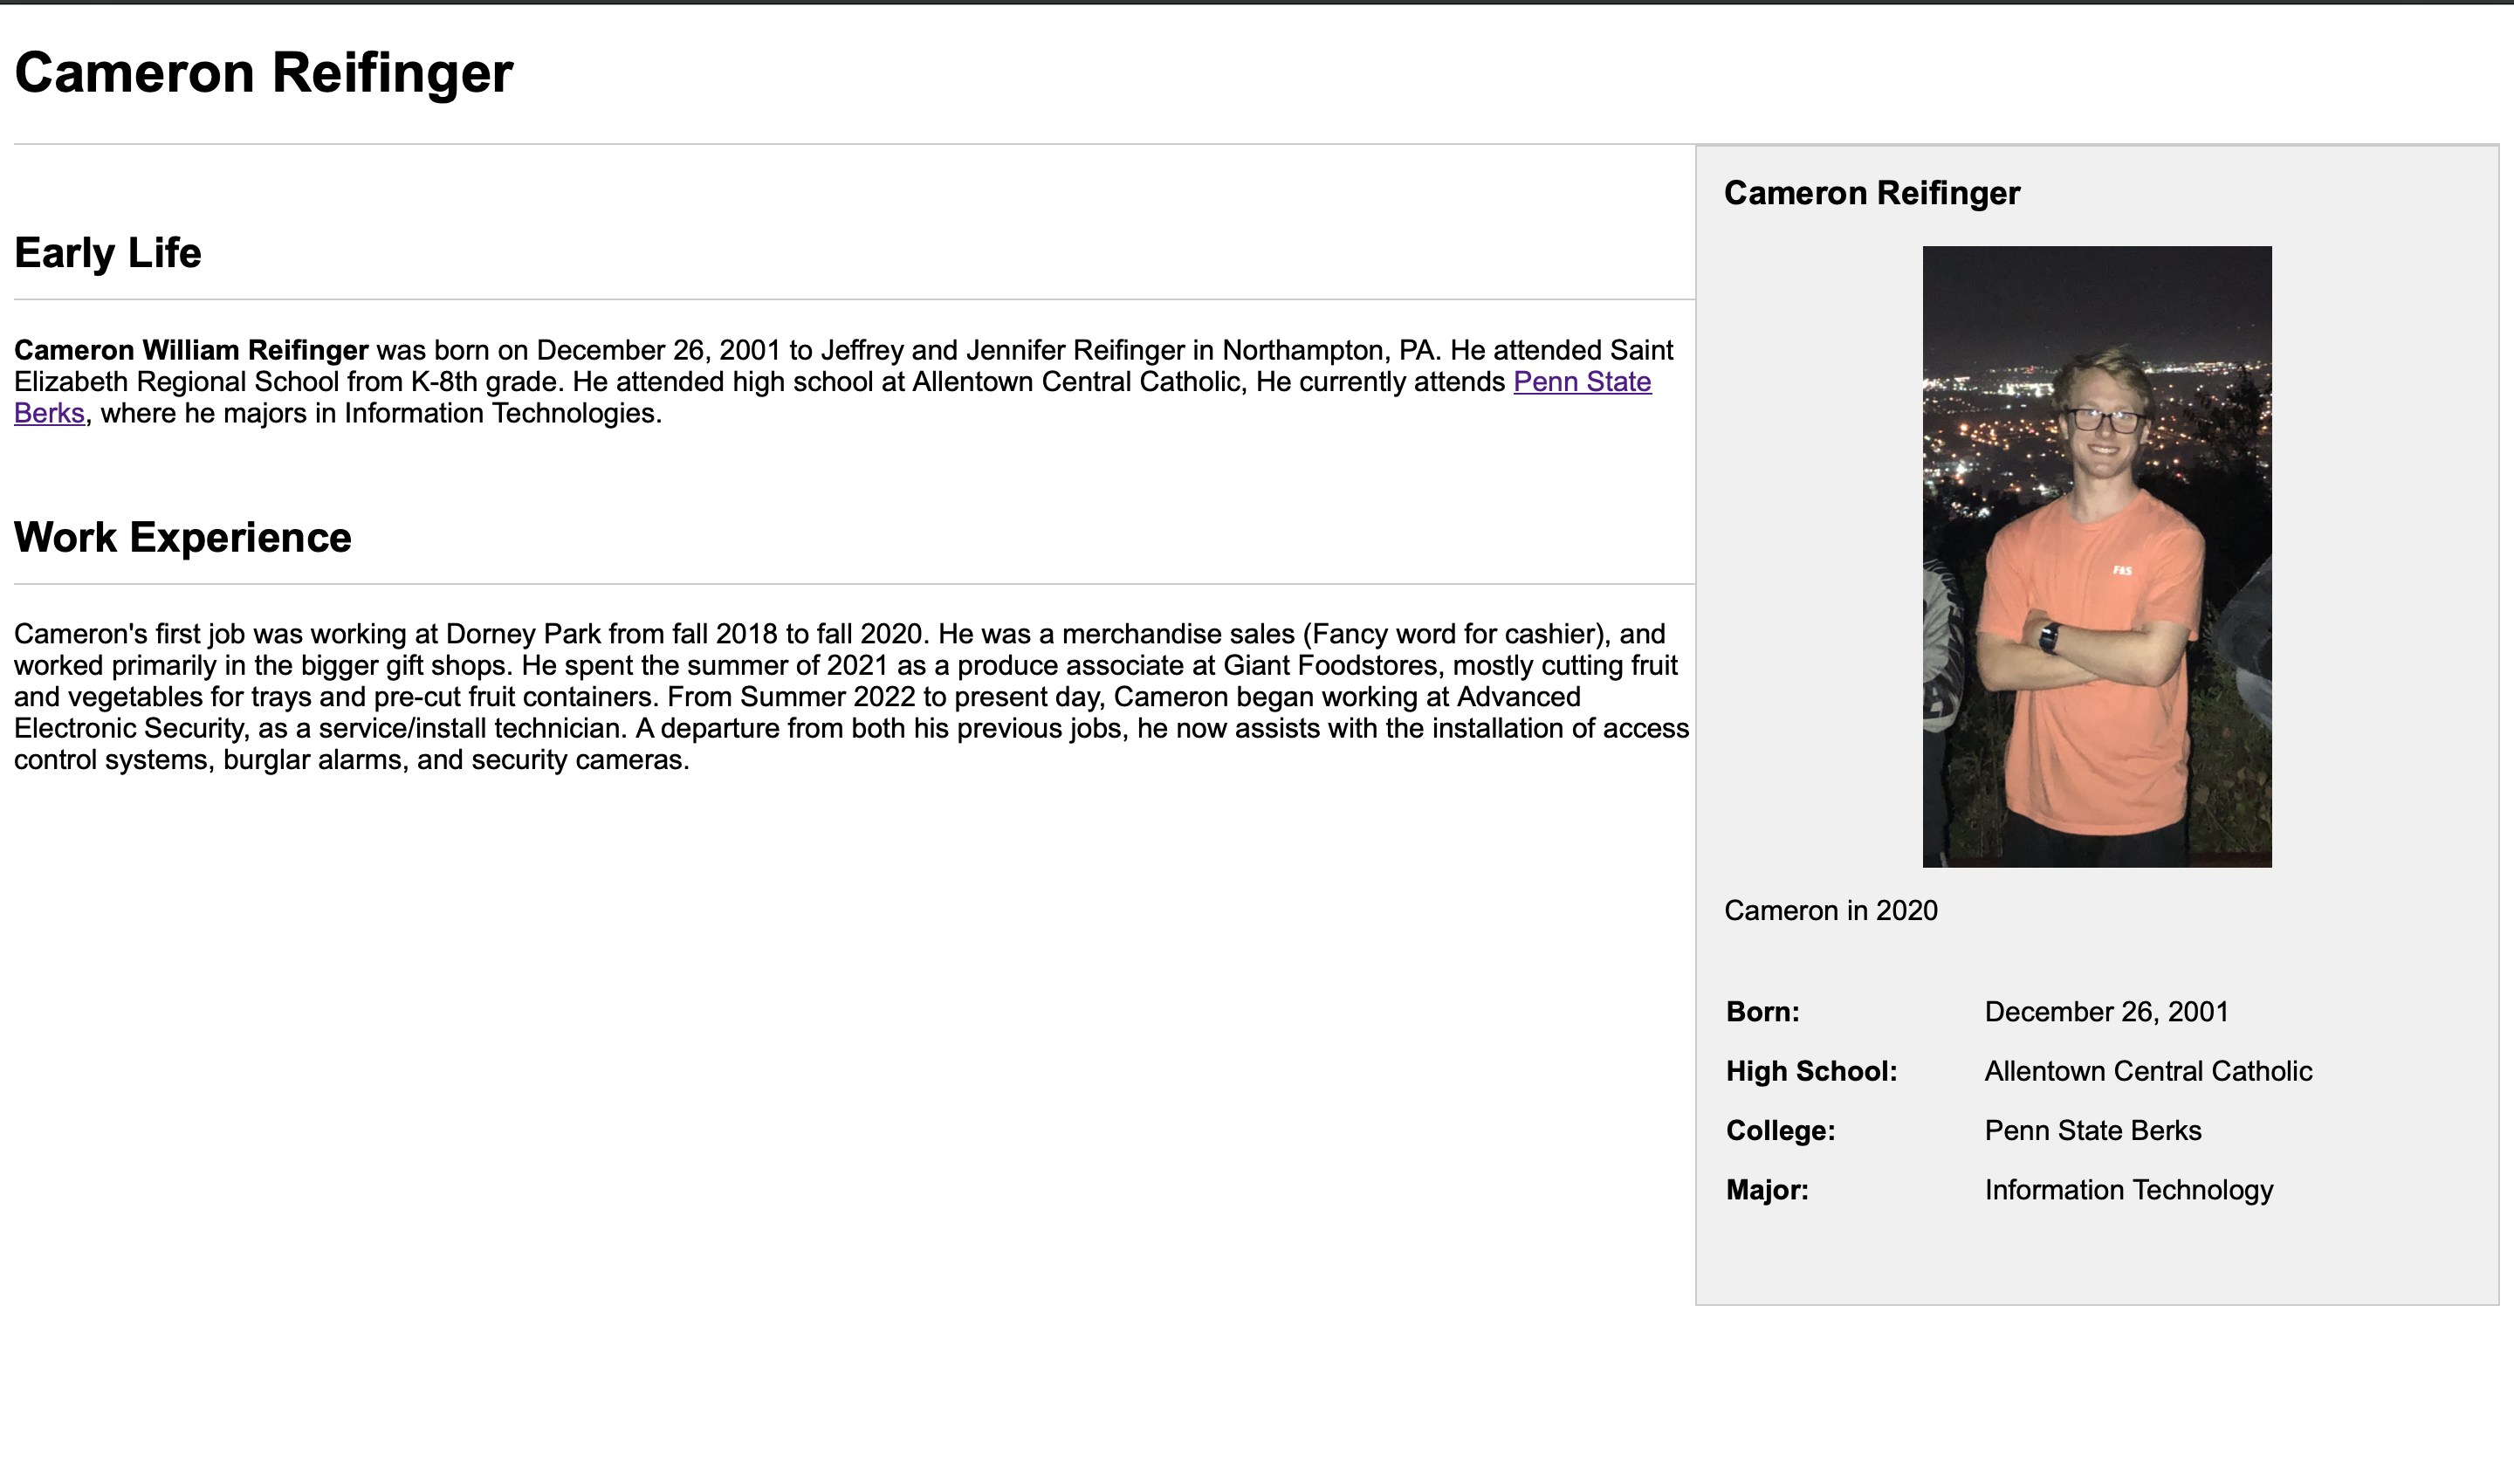 Cameron Reifinger
Early Life
Cameron William Reifinger was born on December 26, 2001 to Jeffrey and Jennifer Reifinger in Northampton, PA. He attended Saint
Elizabeth Regional School from K-8th grade. He attended high school at Allentown Central Catholic, He currently attends Penn State
Berks, where he majors in Information Technologies.
Work Experience
Cameron's first job was working at Dorney Park from fall 2018 to fall 2020. He was a merchandise sales (Fancy word for cashier), and
worked primarily in the bigger gift shops. He spent the summer of 2021 as a produce associate at Giant Foodstores, mostly cutting fruit
and vegetables for trays and pre-cut fruit containers. From Summer 2022 to present day, Cameron began working at Advanced
Electronic Security, as a service/install technician. A departure from both his previous jobs, he now assists with the installation of access
control systems, burglar alarms, and security cameras.
Cameron Reifinger
F&S
Cameron in 2020
Born: December 26, 2001
High School: Allentown Central Catholic
College: Penn State Berks
Major: Information Technology